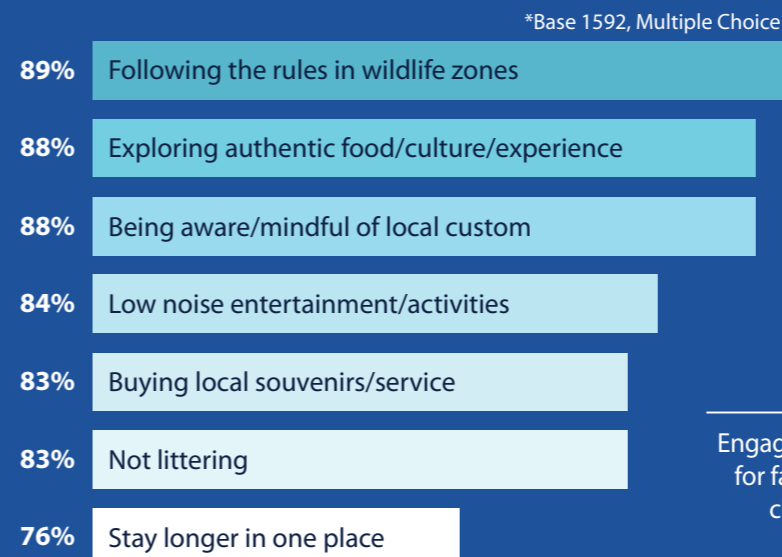 *Base 1592, Multiple Choice
89% Following the rules in wildlife zones
88% Exploring authentic food/culture/experience
88% Being aware/mindful of local custom
84% Low noise entertainment/activities
83% Buying local souvenirs/service
83% Not littering
76% Stay longer in one place
for